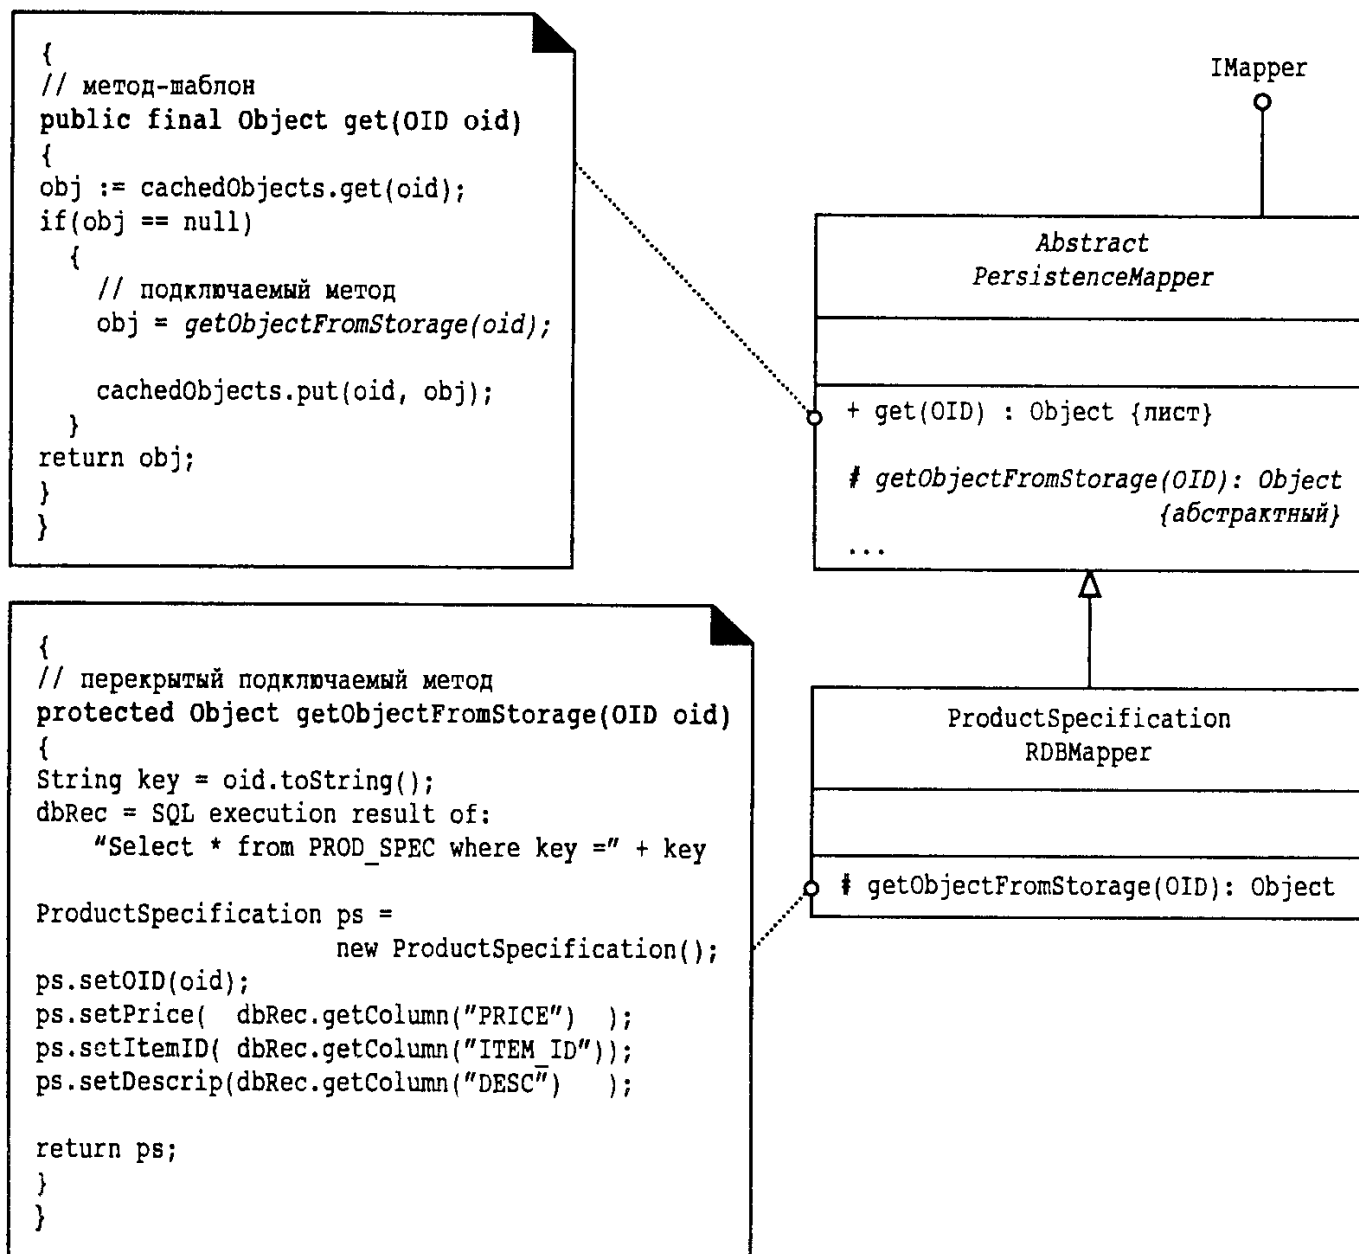 {
// метод-шаблон
public final Object get(OID oid)
{
obj := cachedObjects.get(oid);
if(obj == null)
{
// подключаемый метод
obj = getObjectFromStorage(oid);
cachedObjects.put(oid, obj);
}
return obj;
}
}
IMapper
Abstract
PersistenceMapper
+ get(OID) : Object {лист}
# getObjectFromStorage(OID): Object
{абстрактный}
...
{
// перекрытый подключаемый метод
protected Object getObjectFromStorage(OID oid)
{
String key = oid.toString();
dbRec = SQL execution result of:
"Select * from PROD_SPEC where key =" + key
ProductSpecification ps =
new ProductSpecification();
ps.setOID(oid);
ps.setPrice( dbRec.getColumn("PRICE") );
ps.setItemID( dbRec.getColumn("ITEM_ID"));
ps.setDescrip(dbRec.getColumn("DESC") );
return ps;
}
}
ProductSpecification
RDBMapper
# getObjectFromStorage(OID): Object